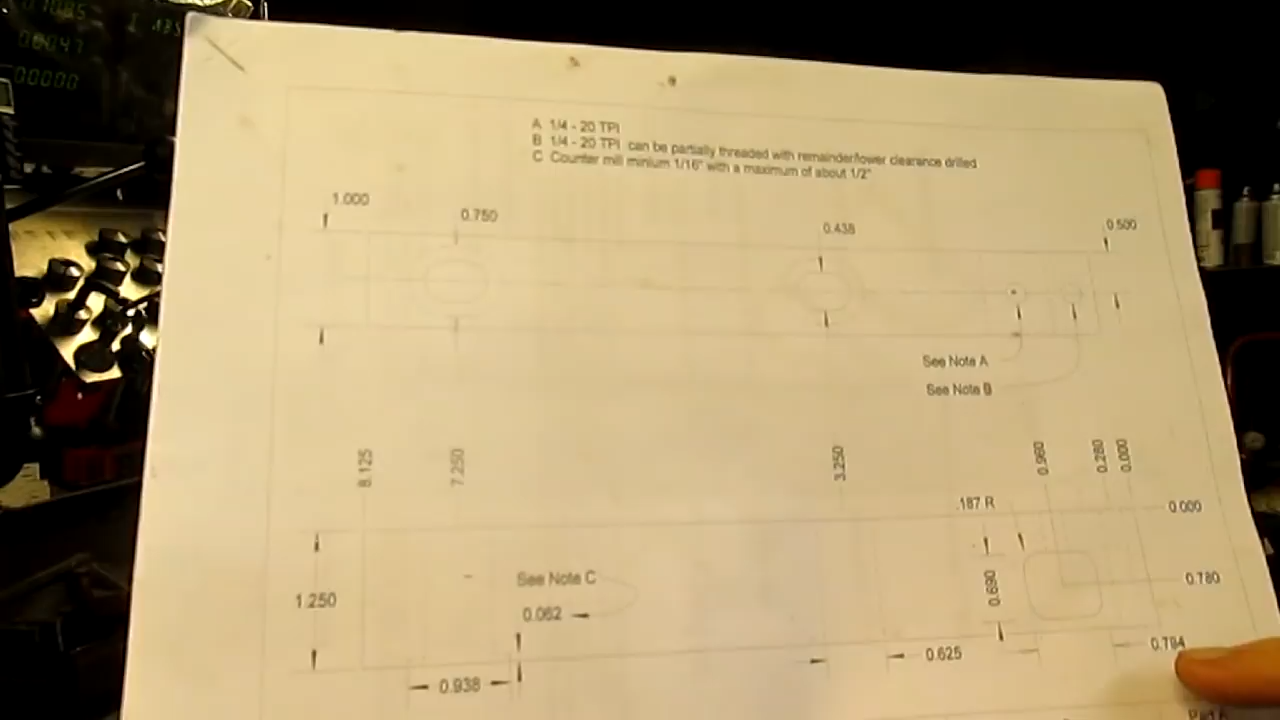 A 1/4 - 20 TPI
B 1/4 - 20 TPI can be partially threaded with remainder/lower clearance drilled
C Counter mill minium 1/16" with a maximum of about 1/2"
1.000
0.750
0.438
0.500
See Note A
See Note B
8.125
7.250
3.250
0.960
0.280
0.000
.187 R
0.000
See Note C
0.690
0.780
1.250
0.062
0.625
0.784
0.938
00047
00000